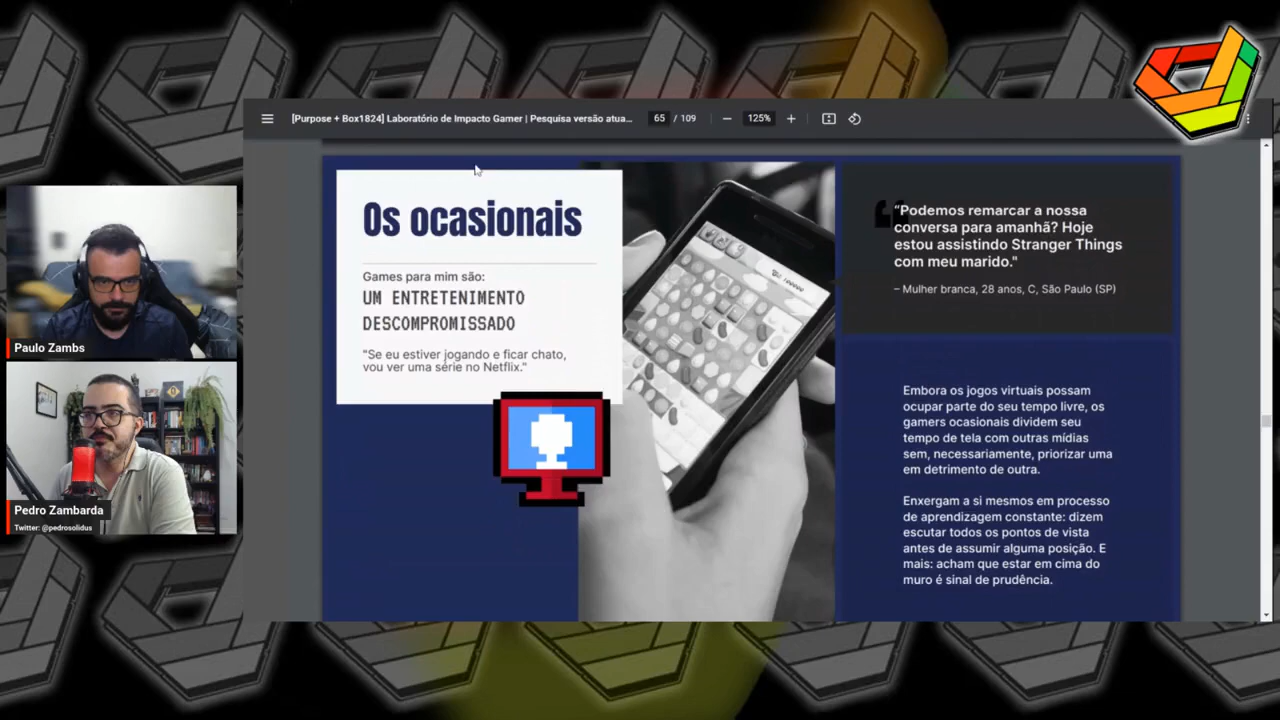 [Purpose + Box1824] Laboratório de Impacto Gamer | Pesquisa versão atua...
65 / 109
125%
Os ocasionais
Games para mim são:
UM ENTRETENIMENTO
DESCOMPROMISSADO
"Se eu estiver jogando e ficar chato,
vou ver uma série no Netflix."
"Podemos remarcar a nossa
conversa para amanhã? Hoje
estou assistindo Stranger Things
com meu marido."
– Mulher branca, 28 anos, C, São Paulo (SP)
Embora os jogos virtuais possam
ocupar parte do seu tempo livre, os
gamers ocasionais dividem seu
tempo de tela com outras mídias
sem, necessariamente, priorizar uma
em detrimento de outra.
Enxergam a si mesmos em processo
de aprendizagem constante: dizem
escutar todos os pontos de vista
antes de assumir alguma posição. E
mais: acham que estar em cima do
muro é sinal de prudência.
Paulo Zambs
Pedro Zambarda
Twitter: @pedrosolidus